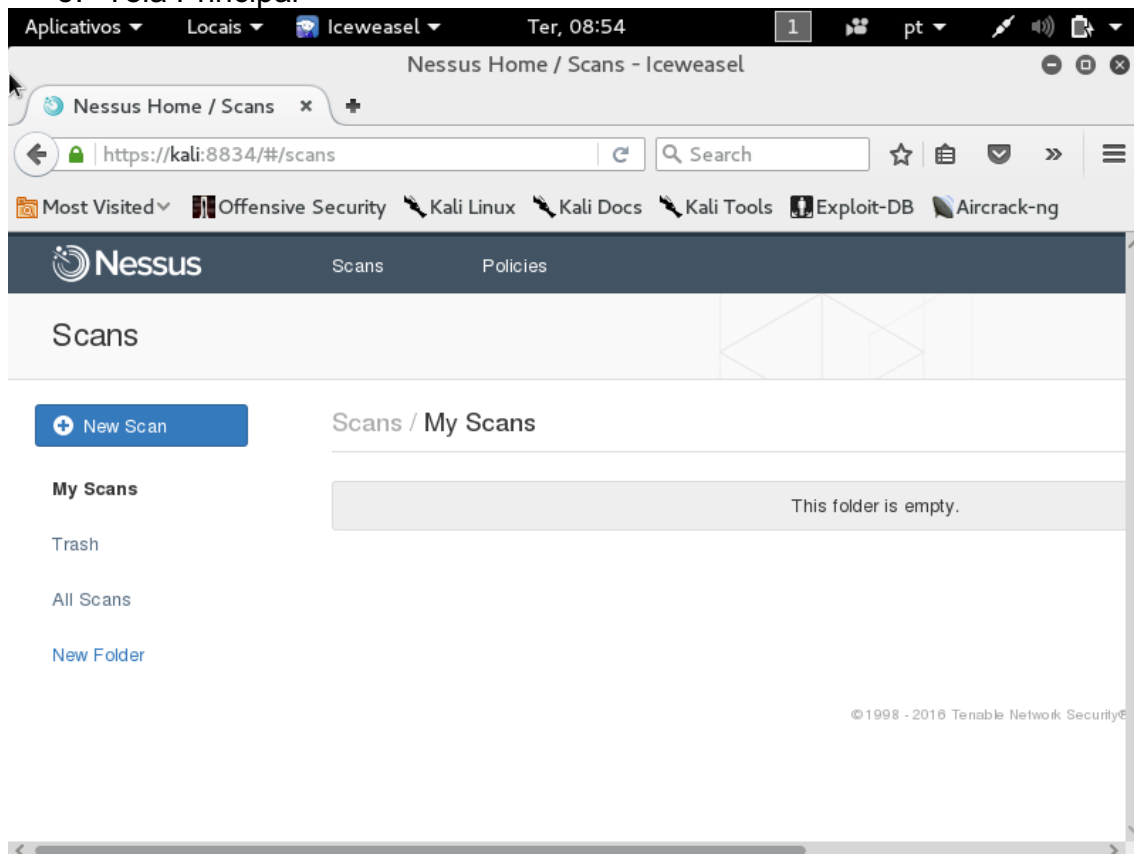 Tela Principal
Aplicativos Locais Iceweasel Ter, 08:54 1 pt
Nessus Home / Scans - Iceweasel
Nessus Home / Scans
https://kali:8834/#/scans Search
Most Visited Offensive Security Kali Linux Kali Docs Kali Tools Exploit-DB Aircrack-ng
Nessus Scans Policies
Scans
New Scan
Scans / My Scans
My Scans
This folder is empty.
Trash
All Scans
New Folder
©1998 - 2016 Tenable Network Security®